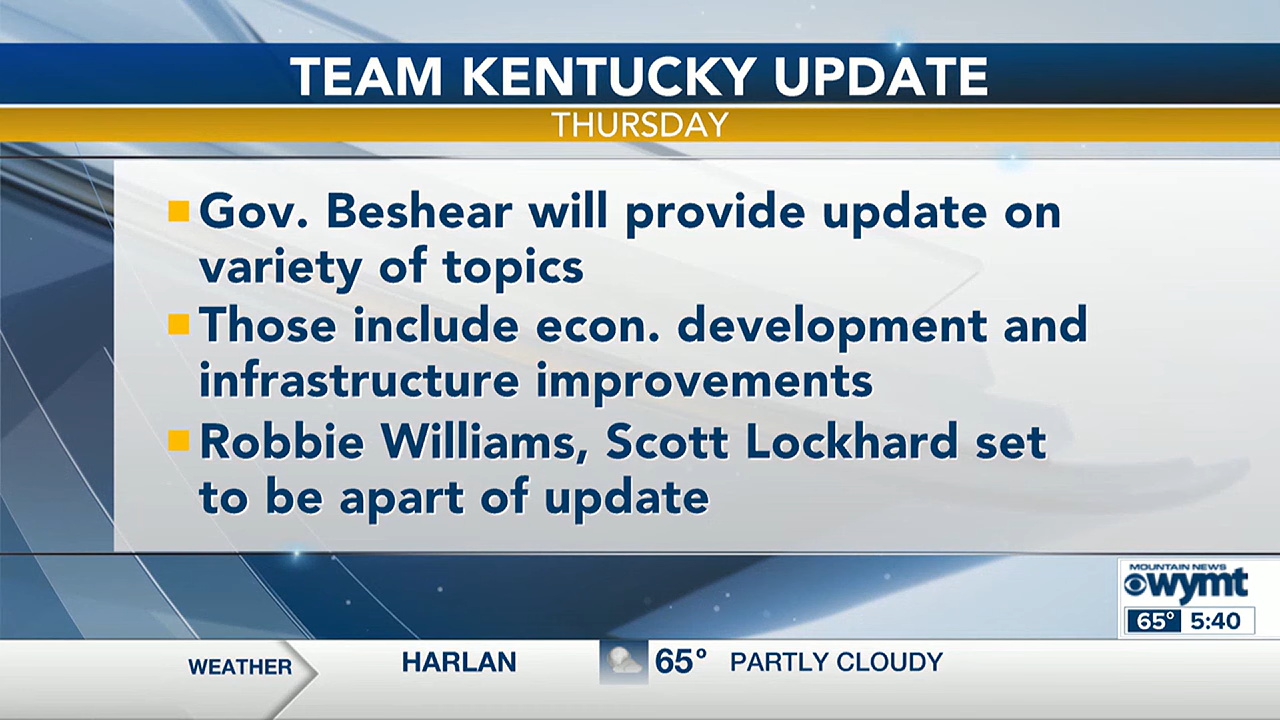 TEAM KENTUCKY UPDATE
THURSDAY
Gov. Beshear will provide update on
variety of topics
Those include econ. development and
infrastructure improvements
Robbie Williams, Scott Lockhard set
to be apart of update
MOUNTAIN NEWS
wymt
65° 5:40
WEATHER HARLAN 65° PARTLY CLOUDY